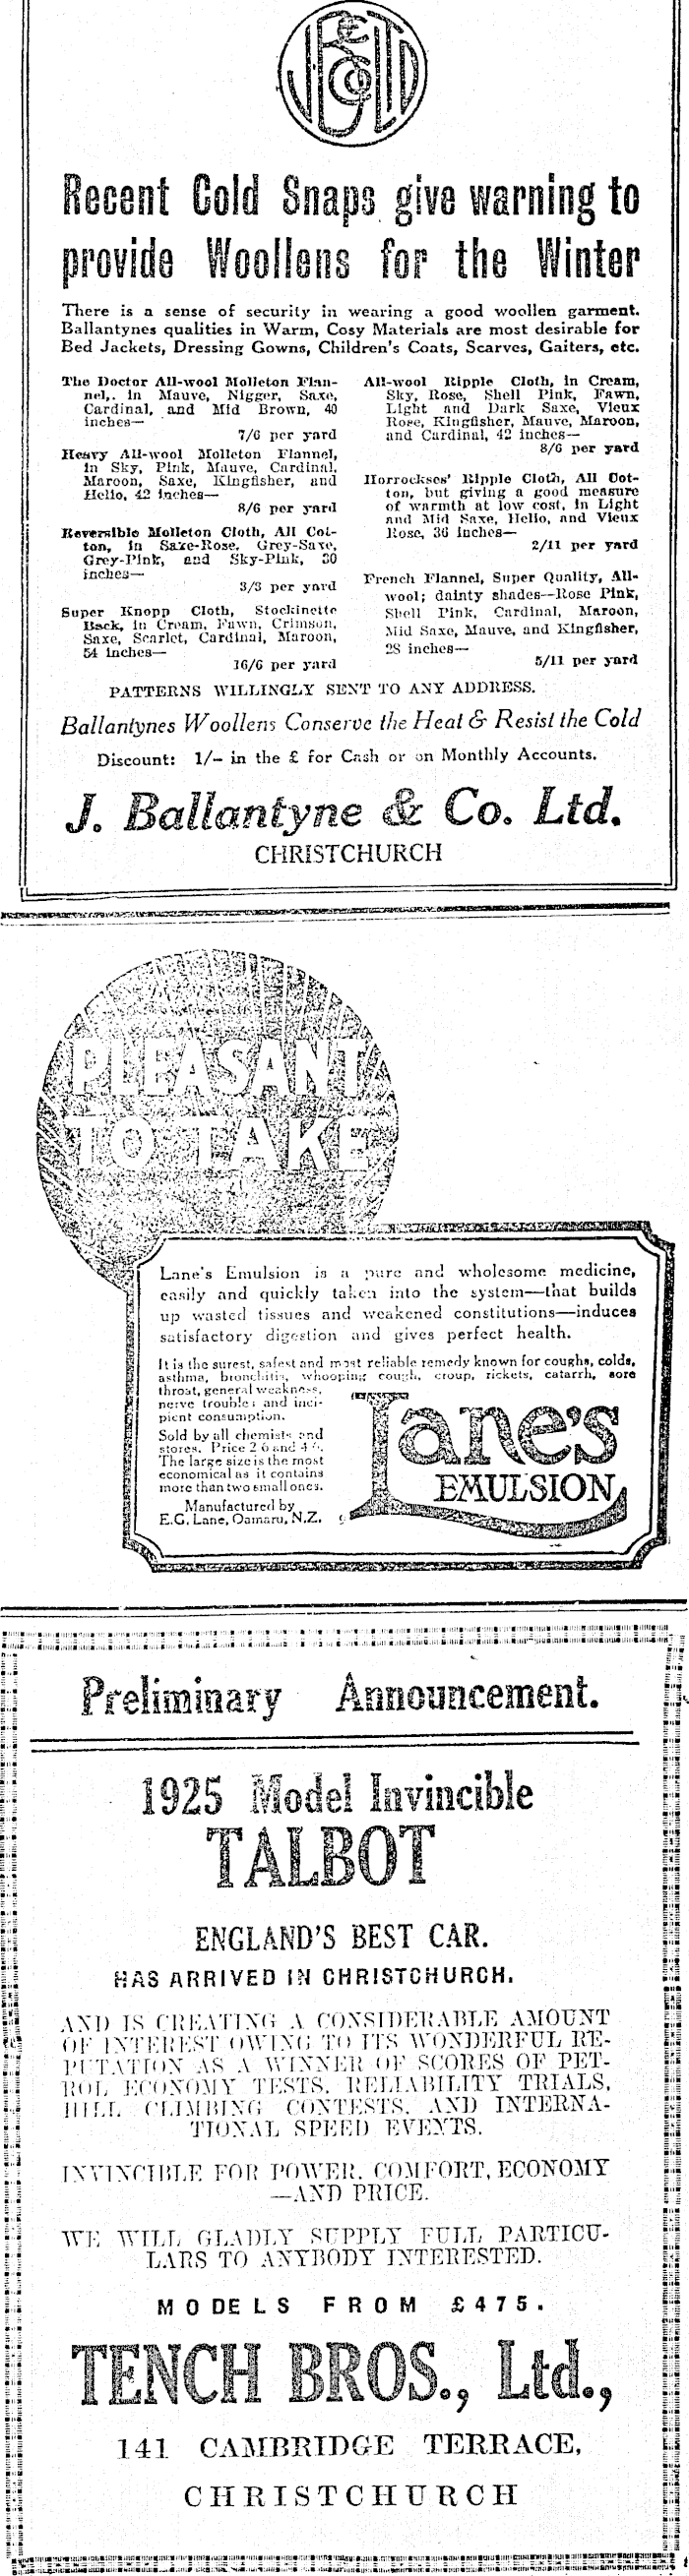 J B & Co LTD
Recent Cold Snaps give warning to
provide Woollens for the Winter
There is a sense of security in wearing a good woollen garment.
Ballantynes qualities in Warm, Cosy Materials are most desirable for
Bed Jackets, Dressing Gowns, Children's Coats, Scarves, Gaiters, etc.
The Doctor All-wool Molleton Flan-
nel,. in Mauve, Nigger, Saxe,
Cardinal, and Mid Brown, 40
inches—
7/6 per yard
Heavy All-wool Molleton Flannel,
in Sky, Pink, Mauve, Cardinal,
Maroon, Saxe, Kingfisher, and
Helio, 42 inches—
8/6 per yard
Reversible Molleton Cloth, All Cot-
ton, in Saxe-Rose, Grey-Saxe,
Grey-Pink, and Sky-Pink, 30
inches—
3/3 per yard
Super Knopp Cloth, Stockinette
Back, in Cream, Fawn, Crimson,
Saxe, Scarlet, Cardinal, Maroon,
54 inches—
16/6 per yard
All-wool Ripple Cloth, in Cream,
Sky, Rose, Shell Pink, Fawn,
Light and Dark Saxe, Vieux
Rose, Kingfisher, Mauve, Maroon,
and Cardinal, 42 inches—
8/6 per yard
Horrockses' Ripple Cloth, All Cot-
ton, but giving a good measure
of warmth at low cost, in Light
and Mid Saxe, Helio, and Vieux
Rose, 36 inches—
2/11 per yard
French Flannel, Super Quality, All-
wool; dainty shades—Rose Pink,
Shell Pink, Cardinal, Maroon,
Mid Saxe, Mauve, and Kingfisher,
28 inches—
5/11 per yard
PATTERNS WILLINGLY SENT TO ANY ADDRESS.
Ballantynes Woollens Conserve the Heat & Resist the Cold
Discount: 1/- in the £ for Cash or on Monthly Accounts.
J. Ballantyne & Co. Ltd.
CHRISTCHURCH
PLEASANT
TO TAKE
Lane's Emulsion is a pure and wholesome medicine,
easily and quickly taken into the system—that builds
up wasted tissues and weakened constitutions—induces
satisfactory digestion and gives perfect health.
It is the surest, safest and most reliable remedy known for coughs, colds,
asthma, bronchitis, whooping cough, croup, rickets, catarrh, sore
throat, general weakness,
nerve troubles and inci-
pient consumption.
Sold by all chemists and
stores. Price 2/6 and 4/6.
The large size is the most
economical as it contains
more than two small ones.
Manufactured by
E.G. Lane, Oamaru, N.Z.
Lane's
EMULSION
Preliminary Announcement.
1925 Model Invincible
TALBOT
ENGLAND'S BEST CAR.
HAS ARRIVED IN CHRISTCHURCH,
AND IS CREATING A CONSIDERABLE AMOUNT
OF INTEREST OWING TO ITS WONDERFUL RE-
PUTATION AS A WINNER OF SCORES OF PET-
ROL ECONOMY TESTS, RELIABILITY TRIALS,
HILL CLIMBING CONTESTS, AND INTERNA-
TIONAL SPEED EVENTS.
INVINCIBLE FOR POWER, COMFORT, ECONOMY
—AND PRICE.
WE WILL GLADLY SUPPLY FULL PARTICU-
LARS TO ANYBODY INTERESTED.
MODELS FROM £475.
TENCH BROS., Ltd.,
141 CAMBRIDGE TERRACE,
CHRISTCHURCH